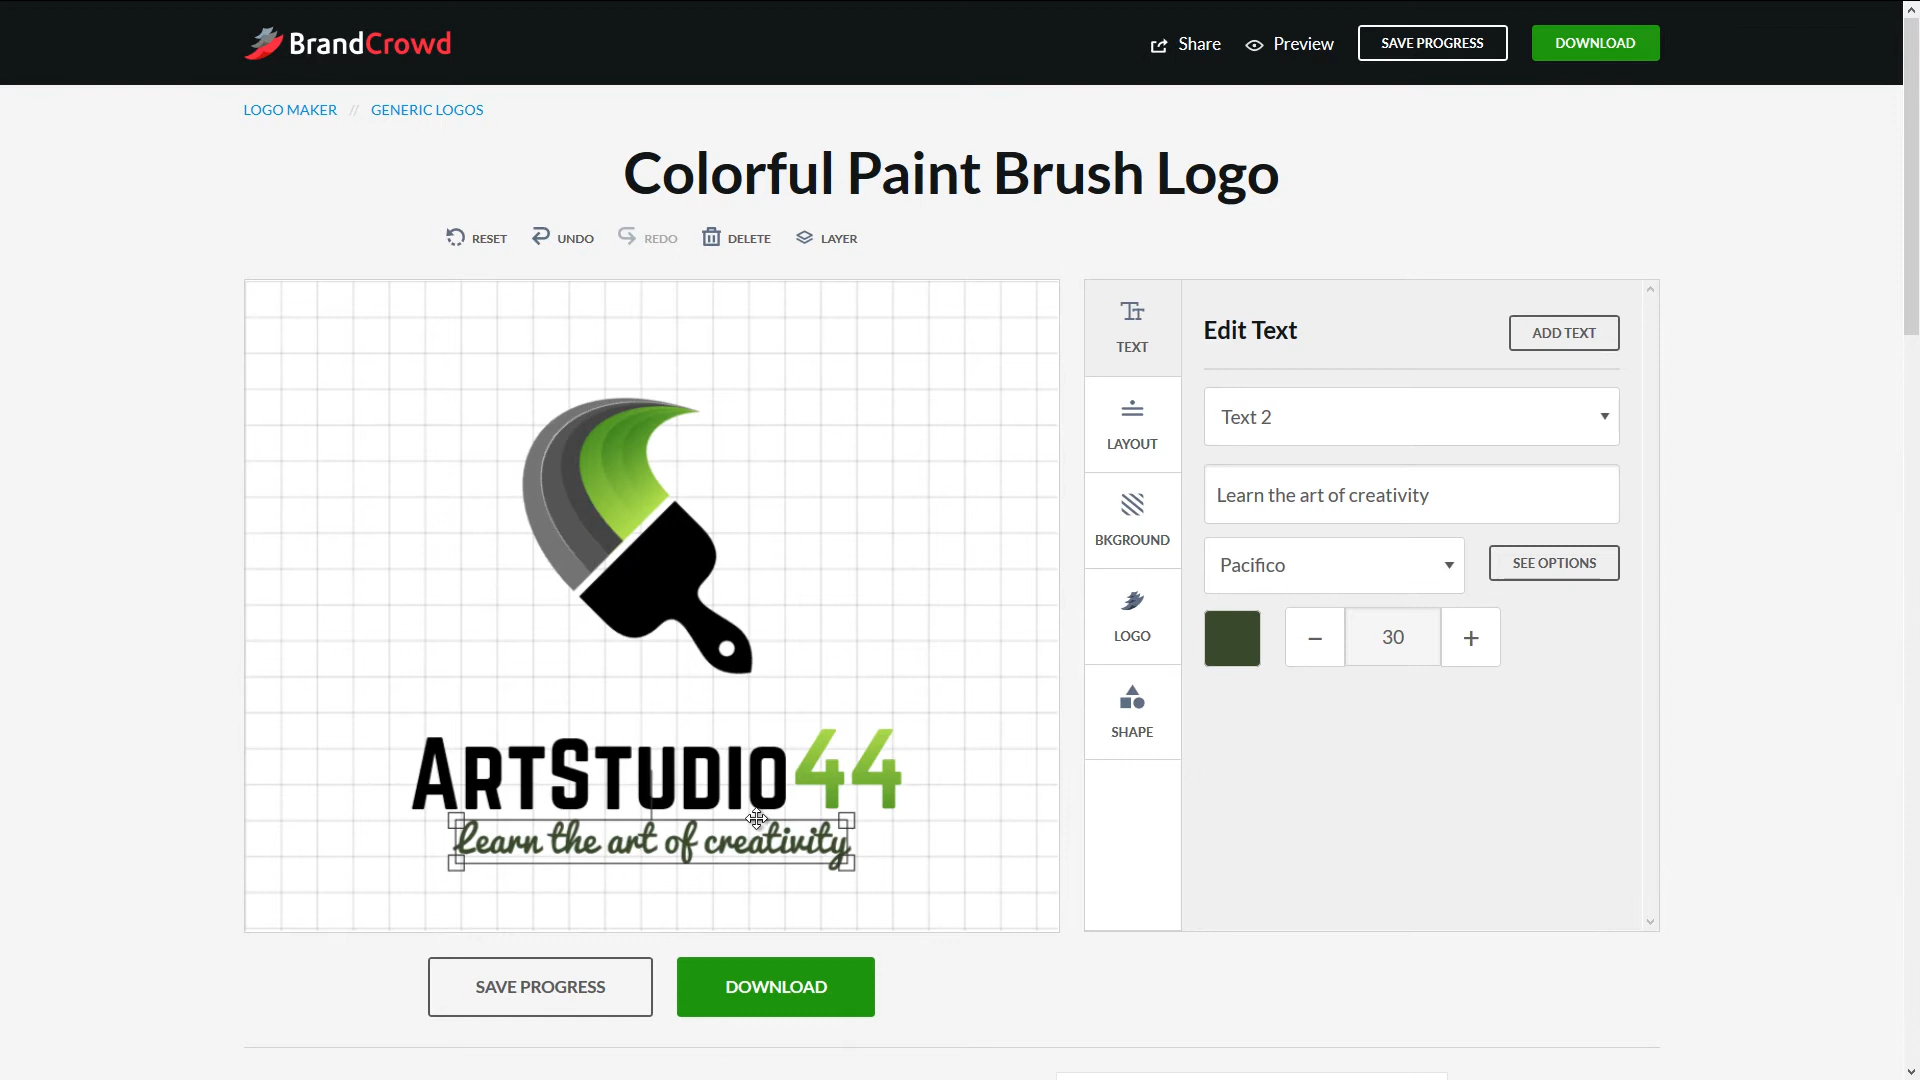 BrandCrowd
Share
Preview
SAVE PROGRESS
DOWNLOAD
LOGO MAKER // GENERIC LOGOS
Colorful Paint Brush Logo
RESET
UNDO
REDO
DELETE
LAYER
TEXT
LAYOUT
BKGROUND
LOGO
SHAPE
Edit Text
ADD TEXT
Text 2
Learn the art of creativity
Pacifico
SEE OPTIONS
− 30 +
ArtStudio44
Learn the art of creativity
SAVE PROGRESS
DOWNLOAD